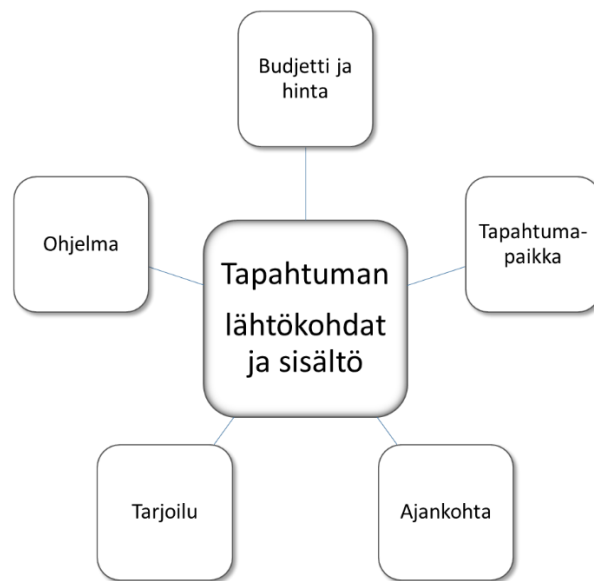 Budjetti ja
hinta
Ohjelma
Tapahtuma-
paikka
Tapahtuman
lähtökohdat
ja sisältö
Tarjoilu
Ajankohta